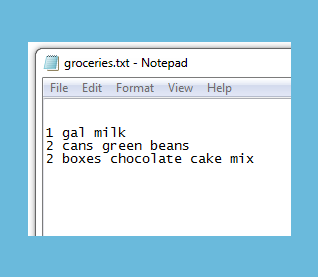 groceries.txt - Notepad
File Edit Format View Help
1 gal milk
2 cans green beans
2 boxes chocolate cake mix